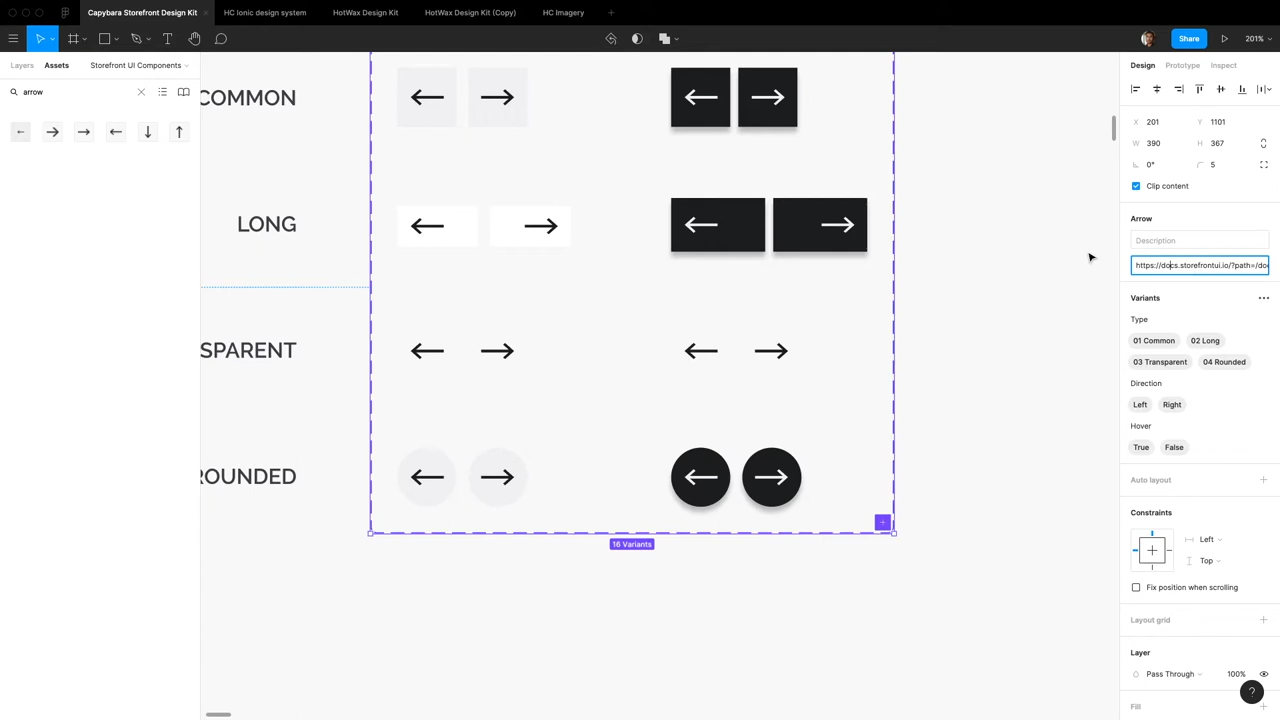 Capybara Storefront Design Kit
HC Ionic design system
HotWax Design Kit
HotWax Design Kit (Copy)
HC Imagery
Share
201%
Layers
Assets
Storefront UI Components
arrow
COMMON
LONG
SPARENT
ROUNDED
16 Variants
Design
Prototype
Inspect
X 201
Y 1101
W 390
H 367
0°
5
Clip content
Arrow
Description
https://docs.storefrontui.io/?path=/doc
Variants
Type
01 Common
02 Long
03 Transparent
04 Rounded
Direction
Left
Right
Hover
True
False
Auto layout
Constraints
Left
Top
Fix position when scrolling
Layout grid
Layer
Pass Through
100%
?
Fill